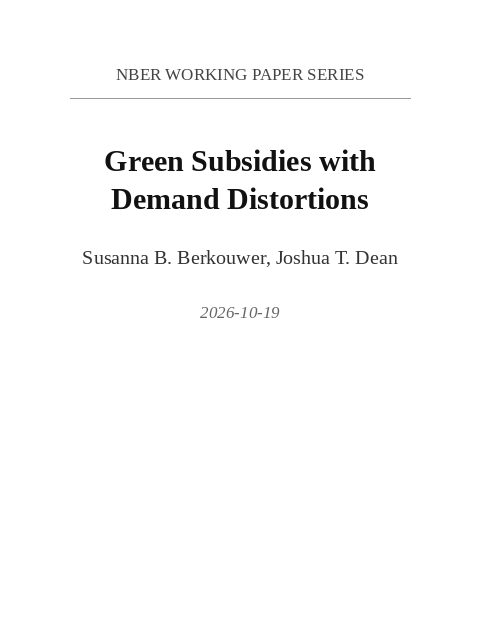 NBER WORKING PAPER SERIES
Green Subsidies with
Demand Distortions
Susanna B. Berkouwer, Joshua T. Dean
2026-10-19